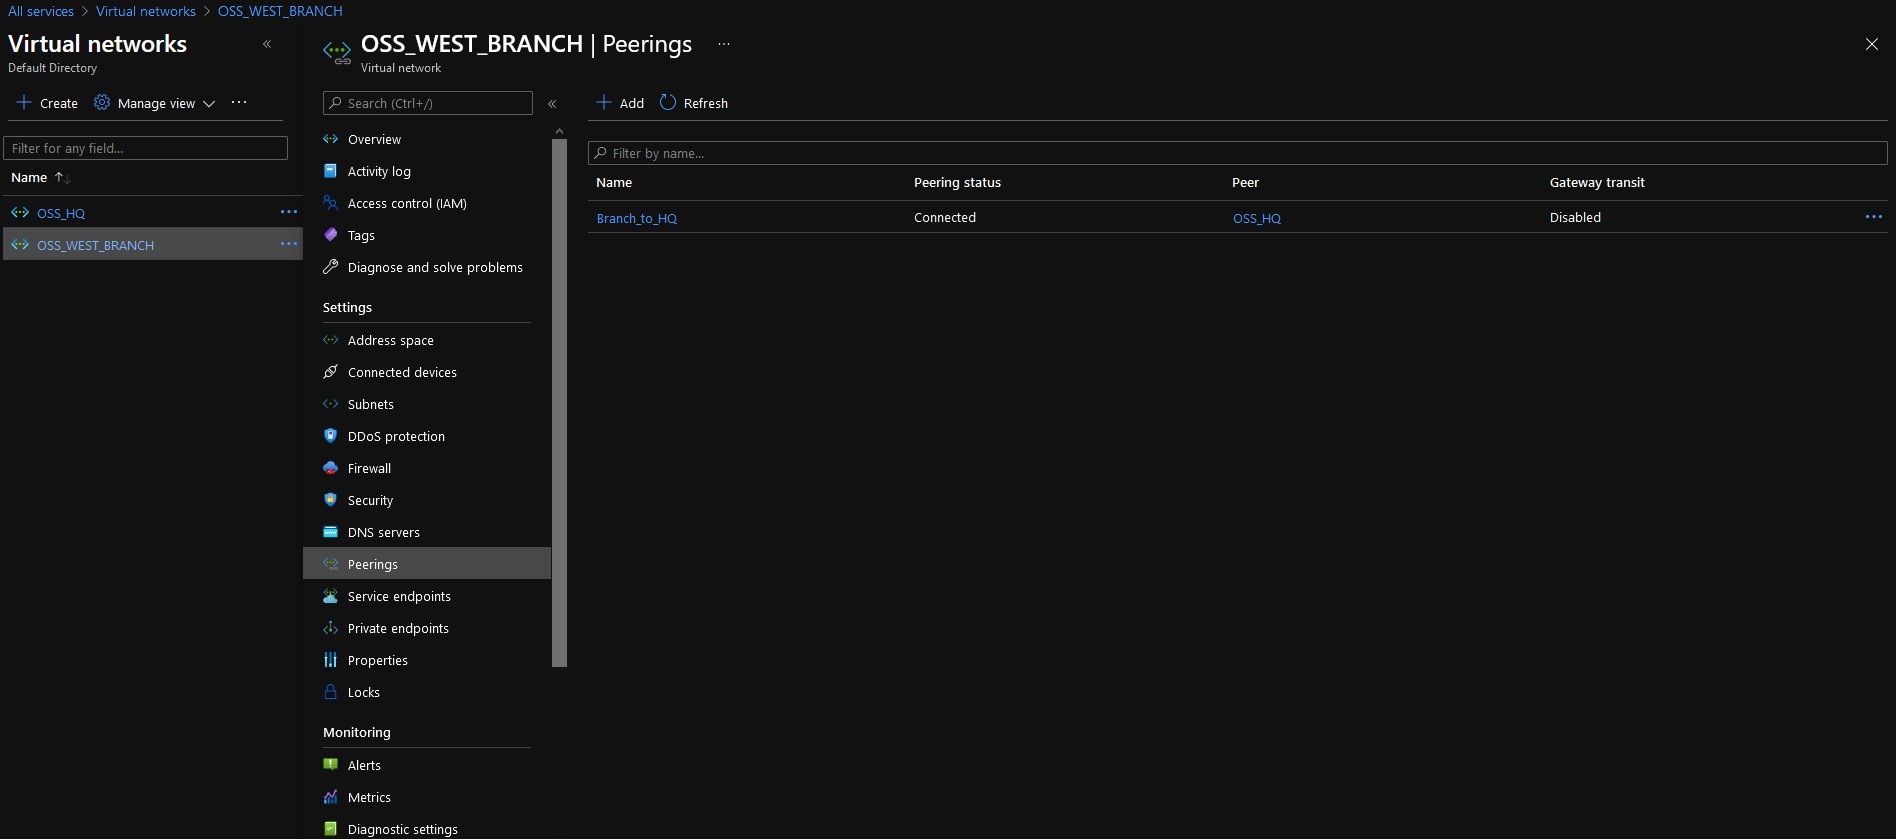 All services > Virtual networks > OSS_WEST_BRANCH
Virtual networks
Default Directory
Create
Manage view
Filter for any field...
Name
OSS_HQ
OSS_WEST_BRANCH
OSS_WEST_BRANCH | Peerings
Virtual network
Search (Ctrl+/)
Overview
Activity log
Access control (IAM)
Tags
Diagnose and solve problems
Settings
Address space
Connected devices
Subnets
DDoS protection
Firewall
Security
DNS servers
Peerings
Service endpoints
Private endpoints
Properties
Locks
Monitoring
Alerts
Metrics
Diagnostic settings
Add
Refresh
Filter by name...
Name Peering status Peer Gateway transit
Branch_to_HQ Connected OSS_HQ Disabled